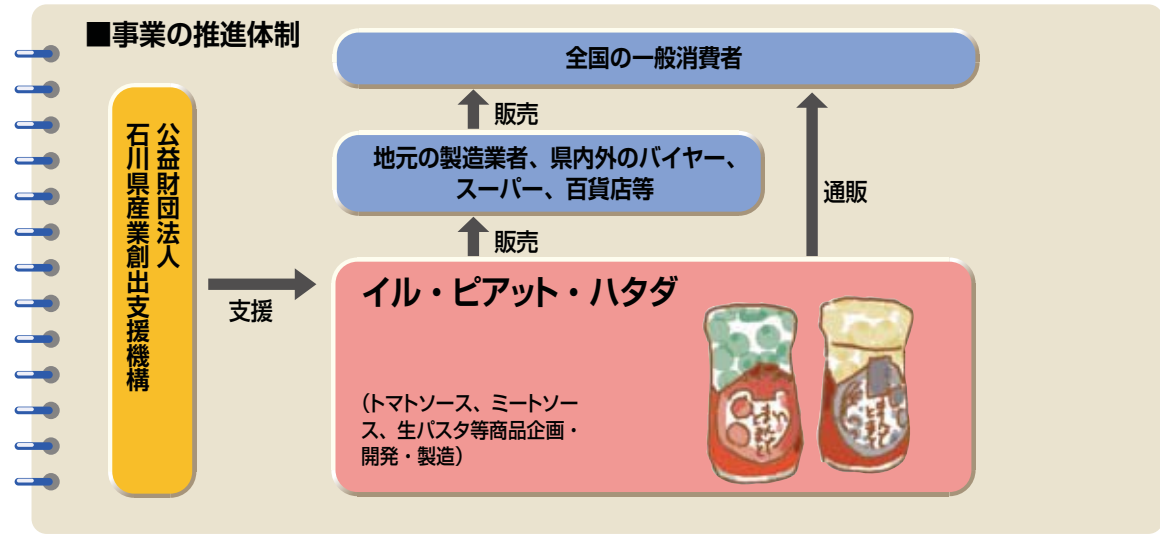 ■事業の推進体制
全国の一般消費者
販売
通販
地元の製造業者、県内外のバイヤー、
スーパー、百貨店等
販売
公益財団法人
石川県産業創出支援機構
支援
イル・ピアット・ハタダ
(トマトソース、ミートソー
ス、生パスタ等商品企画・
開発・製造)